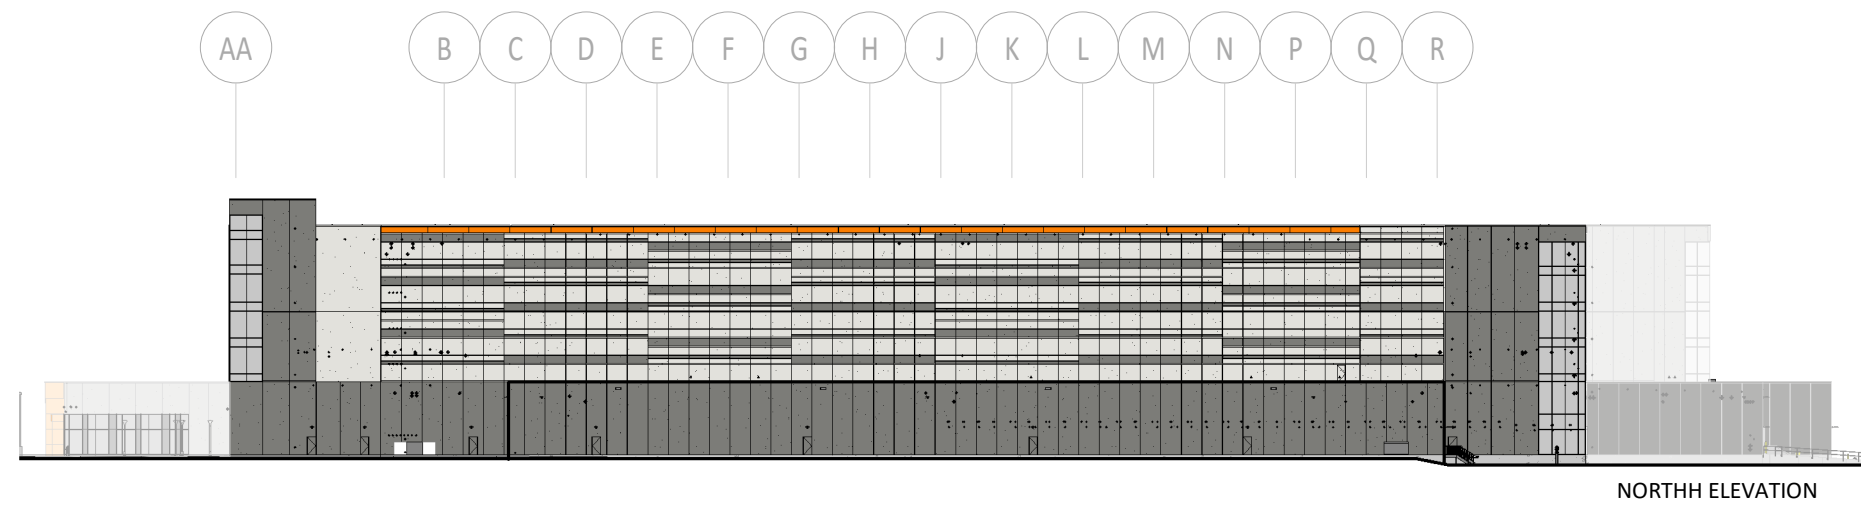 AA B C D E F G H J K L M N P Q R
NORTHH ELEVATION